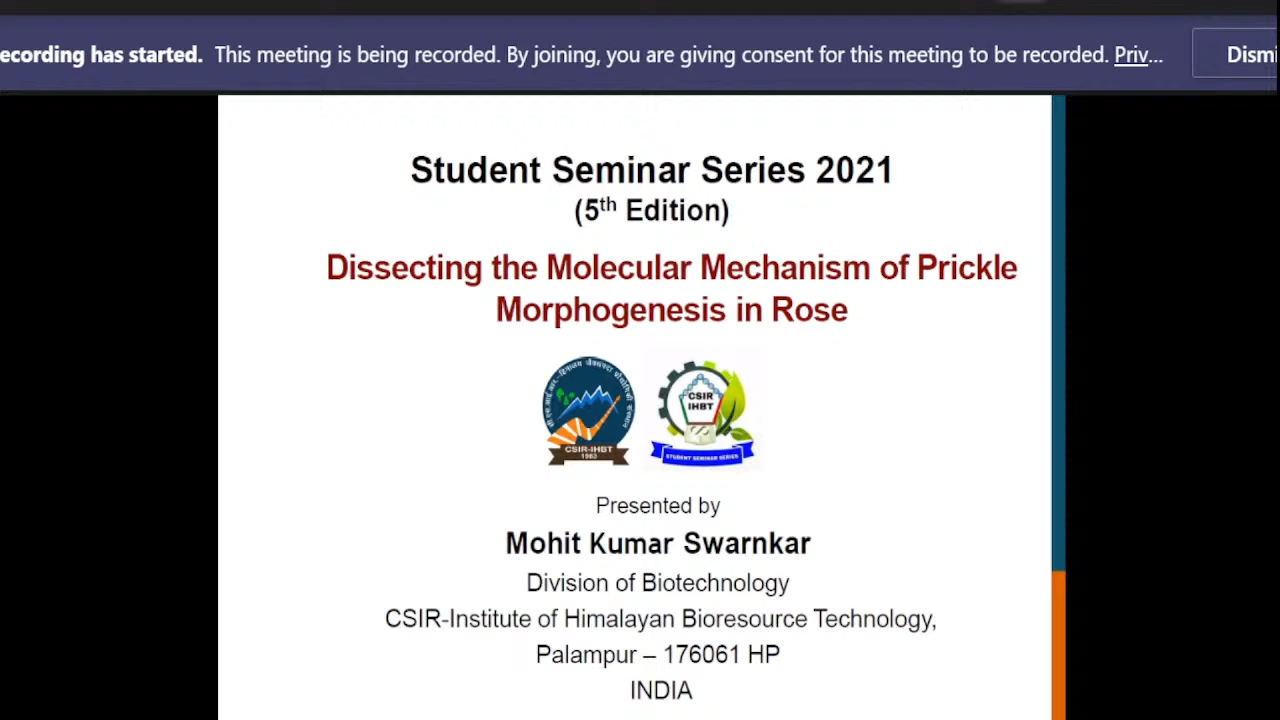 ecording has started. This meeting is being recorded. By joining, you are giving consent for this meeting to be recorded. Priv... Dismi
Student Seminar Series 2021
(5th Edition)
Dissecting the Molecular Mechanism of Prickle
Morphogenesis in Rose
CSIR-IHBT
1983
CSIR
IHBT
STUDENT SEMINAR SERIES
Presented by
Mohit Kumar Swarnkar
Division of Biotechnology
CSIR-Institute of Himalayan Bioresource Technology,
Palampur – 176061 HP
INDIA